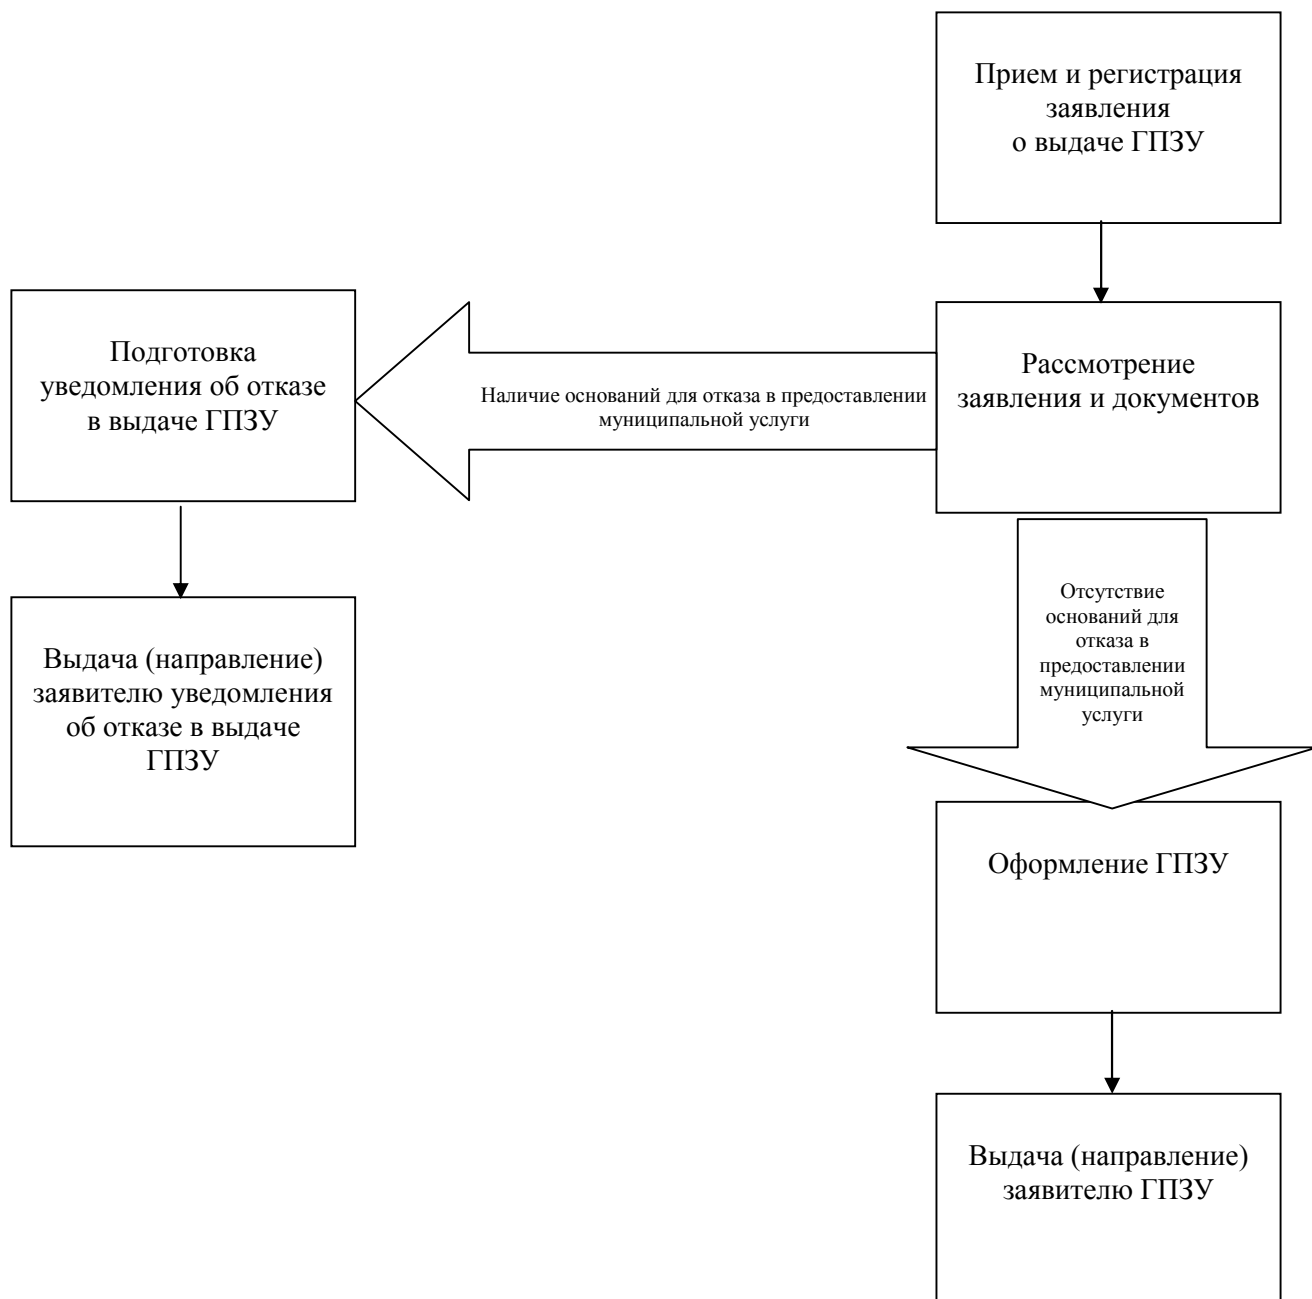 Прием и регистрация
заявления
о выдаче ГПЗУ
Рассмотрение
заявления и документов
Наличие оснований для отказа в предоставлении
муниципальной услуги
Подготовка
уведомления об отказе
в выдаче ГПЗУ
Выдача (направление)
заявителю уведомления
об отказе в выдаче
ГПЗУ
Отсутствие
оснований для
отказа в
предоставлении
муниципальной
услуги
Оформление ГПЗУ
Выдача (направление)
заявителю ГПЗУ